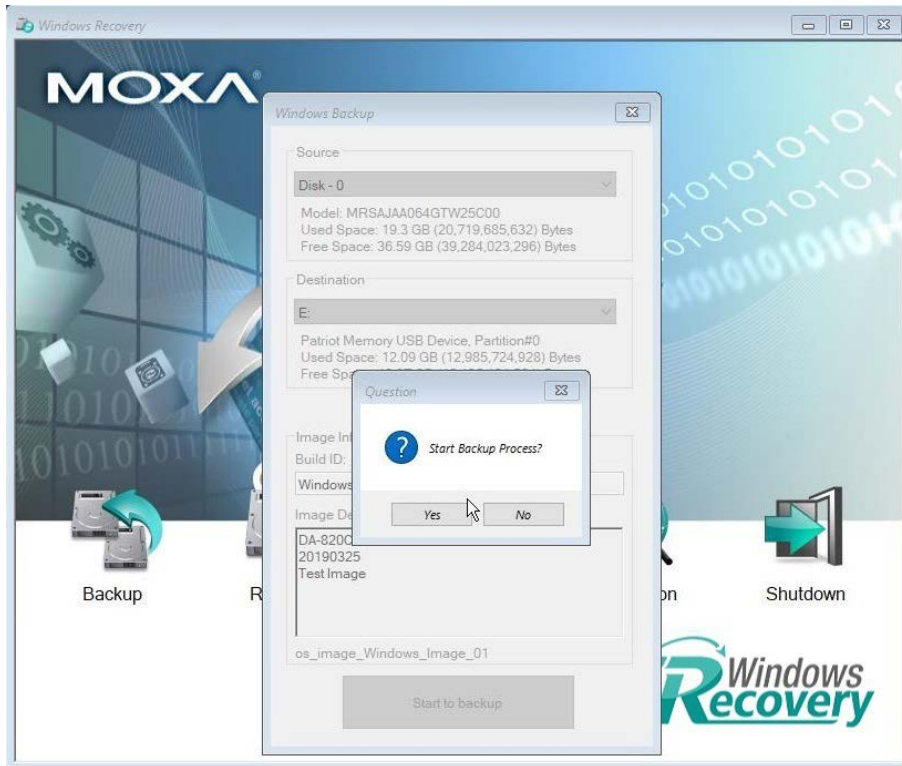 Windows Recovery
MOXA®
Windows Backup
Source
Disk - 0
Model: MRSAJAA064GTW25C00
Used Space: 19.3 GB (20,719,685,632) Bytes
Free Space: 36.59 GB (39,284,023,296) Bytes
Destination
E:
Patriot Memory USB Device, Partition#0
Used Space: 12.09 GB (12,985,724,928) Bytes
Free
Question
Start Backup Process?
Yes
No
Image
Build ID:
Windows
Image
DA-820C
20190325
Test Image
os_image_Windows_Image_01
Start to backup
Backup
Shutdown
Windows
Recovery